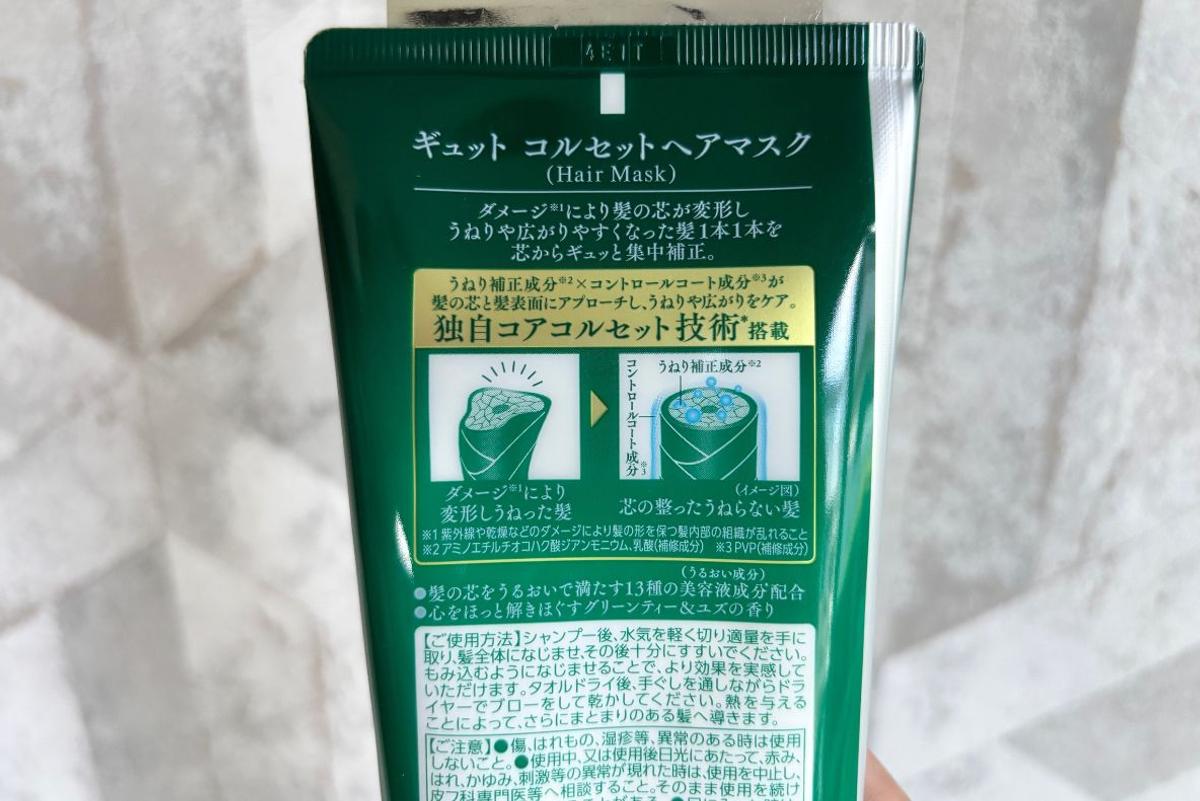 4E1T
ギュット コルセットヘアマスク
(Hair Mask)
ダメージ※1により髪の芯が変形し
うねりや広がりやすくなった髪1本1本を
芯からギュッと集中補正。
うねり補正成分※2×コントロールコート成分※3が
髪の芯と髪表面にアプローチし、うねりや広がりをケア。
独自コアコルセット技術*搭載
うねり補正成分※2
コントロールコート成分※3
ダメージ※1により
変形しうねった髪
(イメージ図)
芯の整ったうねらない髪
※1 紫外線や乾燥などのダメージにより髪の形を保つ髪内部の組織が乱れること
※2 アミノエチルチオコハク酸ジアンモニウム、乳酸(補修成分) ※3 PVP(補修成分)
(うるおい成分)
●髪の芯をうるおいで満たす13種の美容液成分配合
●心をほっと解きほぐすグリーンティー&ユズの香り
【ご使用方法】シャンプー後、水気を軽く切り適量を手に
取り、髪全体になじませ、その後十分にすすいでください。
もみ込むようになじませることで、より効果を実感して
いただけます。タオルドライ後、手ぐしを通しながらドラ
イヤーでブローをして乾かしてください。熱を与える
ことによって、さらにまとまりのある髪へ導きます。
【ご注意】●傷、はれもの、湿疹等、異常のある時は使用
しないこと。●使用中、又は使用後日光にあたって、赤み、
はれ、かゆみ、刺激等の異常が現れた時は、使用を中止し、
皮フ科専門医等へ相談すること。そのまま使用を続け